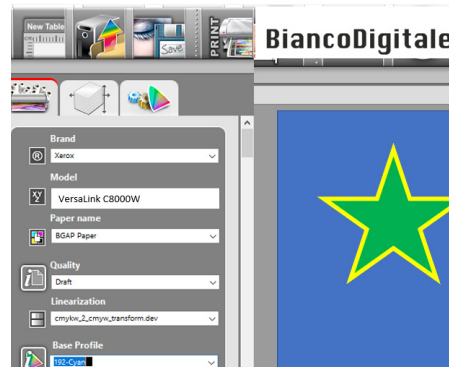 New Table
Save
PRINT
BiancoDigitale
Brand
Xerox
Model
VersaLink C8000W
Paper name
BGAP Paper
Quality
Draft
Linearization
cmykw_2_cmyw_transform.dev
Base Profile
192-Cyan